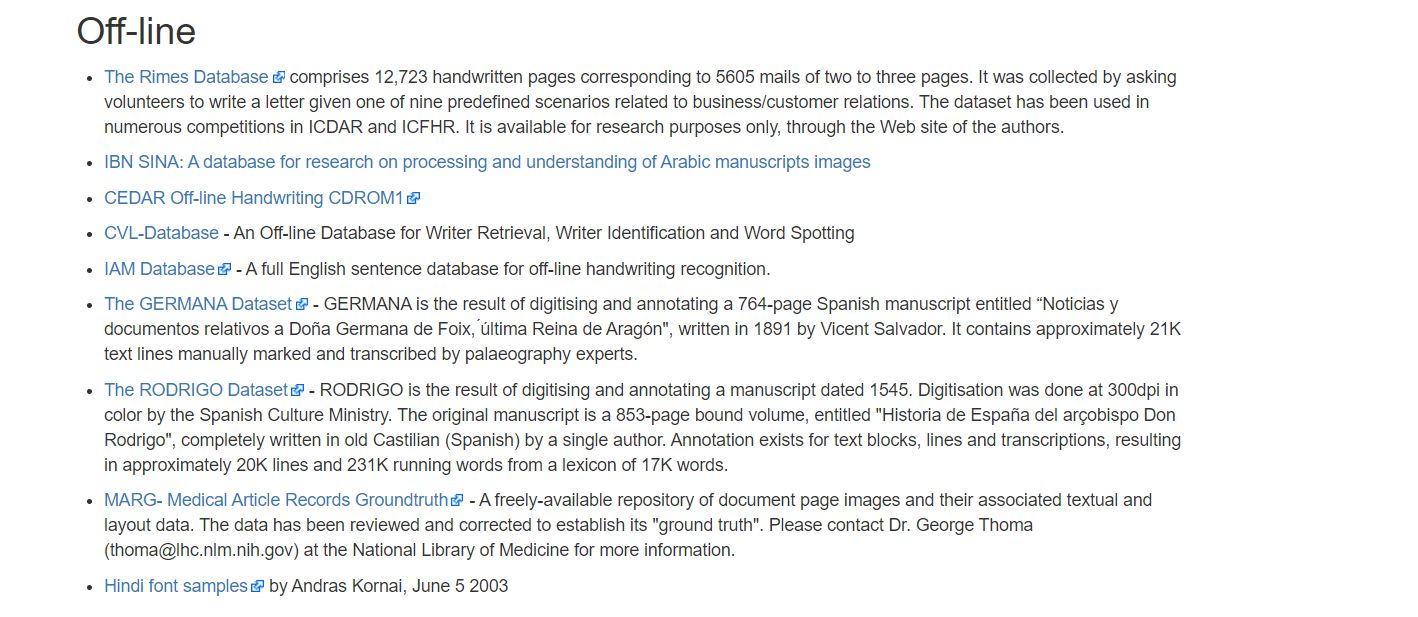 Off-line
• The Rimes Database comprises 12,723 handwritten pages corresponding to 5605 mails of two to three pages. It was collected by asking
volunteers to write a letter given one of nine predefined scenarios related to business/customer relations. The dataset has been used in
numerous competitions in ICDAR and ICFHR. It is available for research purposes only, through the Web site of the authors.
• IBN SINA: A database for research on processing and understanding of Arabic manuscripts images
• CEDAR Off-line Handwriting CDROM1
• CVL-Database - An Off-line Database for Writer Retrieval, Writer Identification and Word Spotting
• IAM Database - A full English sentence database for off-line handwriting recognition.
• The GERMANA Dataset - GERMANA is the result of digitising and annotating a 764-page Spanish manuscript entitled “Noticias y
documentos relativos a Doña Germana de Foix,´última Reina de Aragón", written in 1891 by Vicent Salvador. It contains approximately 21K
text lines manually marked and transcribed by palaeography experts.
• The RODRIGO Dataset - RODRIGO is the result of digitising and annotating a manuscript dated 1545. Digitisation was done at 300dpi in
color by the Spanish Culture Ministry. The original manuscript is a 853-page bound volume, entitled "Historia de España del arçobispo Don
Rodrigo", completely written in old Castilian (Spanish) by a single author. Annotation exists for text blocks, lines and transcriptions, resulting
in approximately 20K lines and 231K running words from a lexicon of 17K words.
• MARG- Medical Article Records Groundtruth - A freely-available repository of document page images and their associated textual and
layout data. The data has been reviewed and corrected to establish its "ground truth". Please contact Dr. George Thoma
(thoma@lhc.nlm.nih.gov) at the National Library of Medicine for more information.
• Hindi font samples by Andras Kornai, June 5 2003